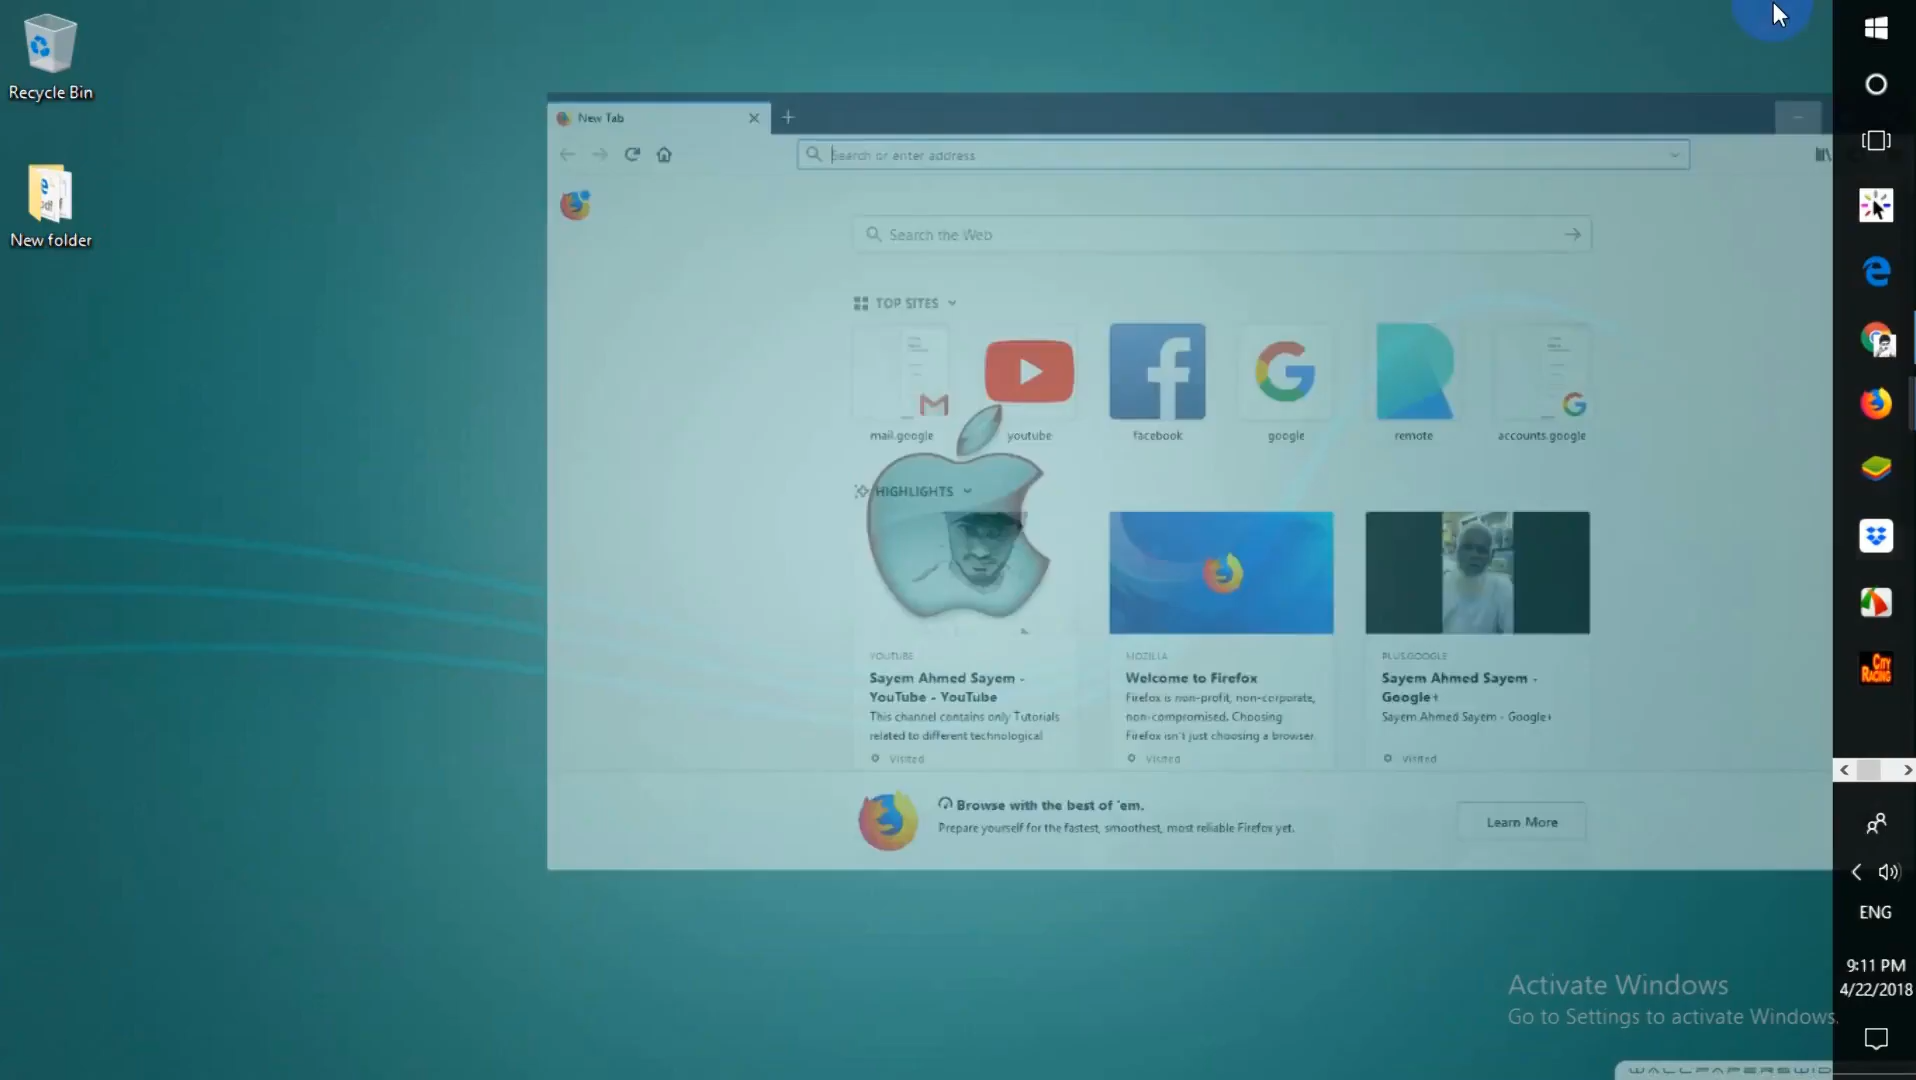 Recycle Bin
New folder
New Tab
Search or enter address
Search the Web
TOP SITES
mail.google
youtube
facebook
google
remote
accounts.google
HIGHLIGHTS
YOUTUBE
Sayem Ahmed Sayem -
YouTube - YouTube
This channel contains only Tutorials
related to different technological
Visited
MOZILLA
Welcome to Firefox
Firefox is non-profit, non-corporate,
non-compromised. Choosing
Firefox isn't just choosing a browser.
Visited
PLUS.GOOGLE
Sayem Ahmed Sayem -
Google+
Sayem Ahmed Sayem - Google+
Visited
Browse with the best of 'em.
Prepare yourself for the fastest, smoothest, most reliable Firefox yet.
Learn More
CITY
RACING
ENG
9:11 PM
4/22/2018
Activate Windows
Go to Settings to activate Windows.